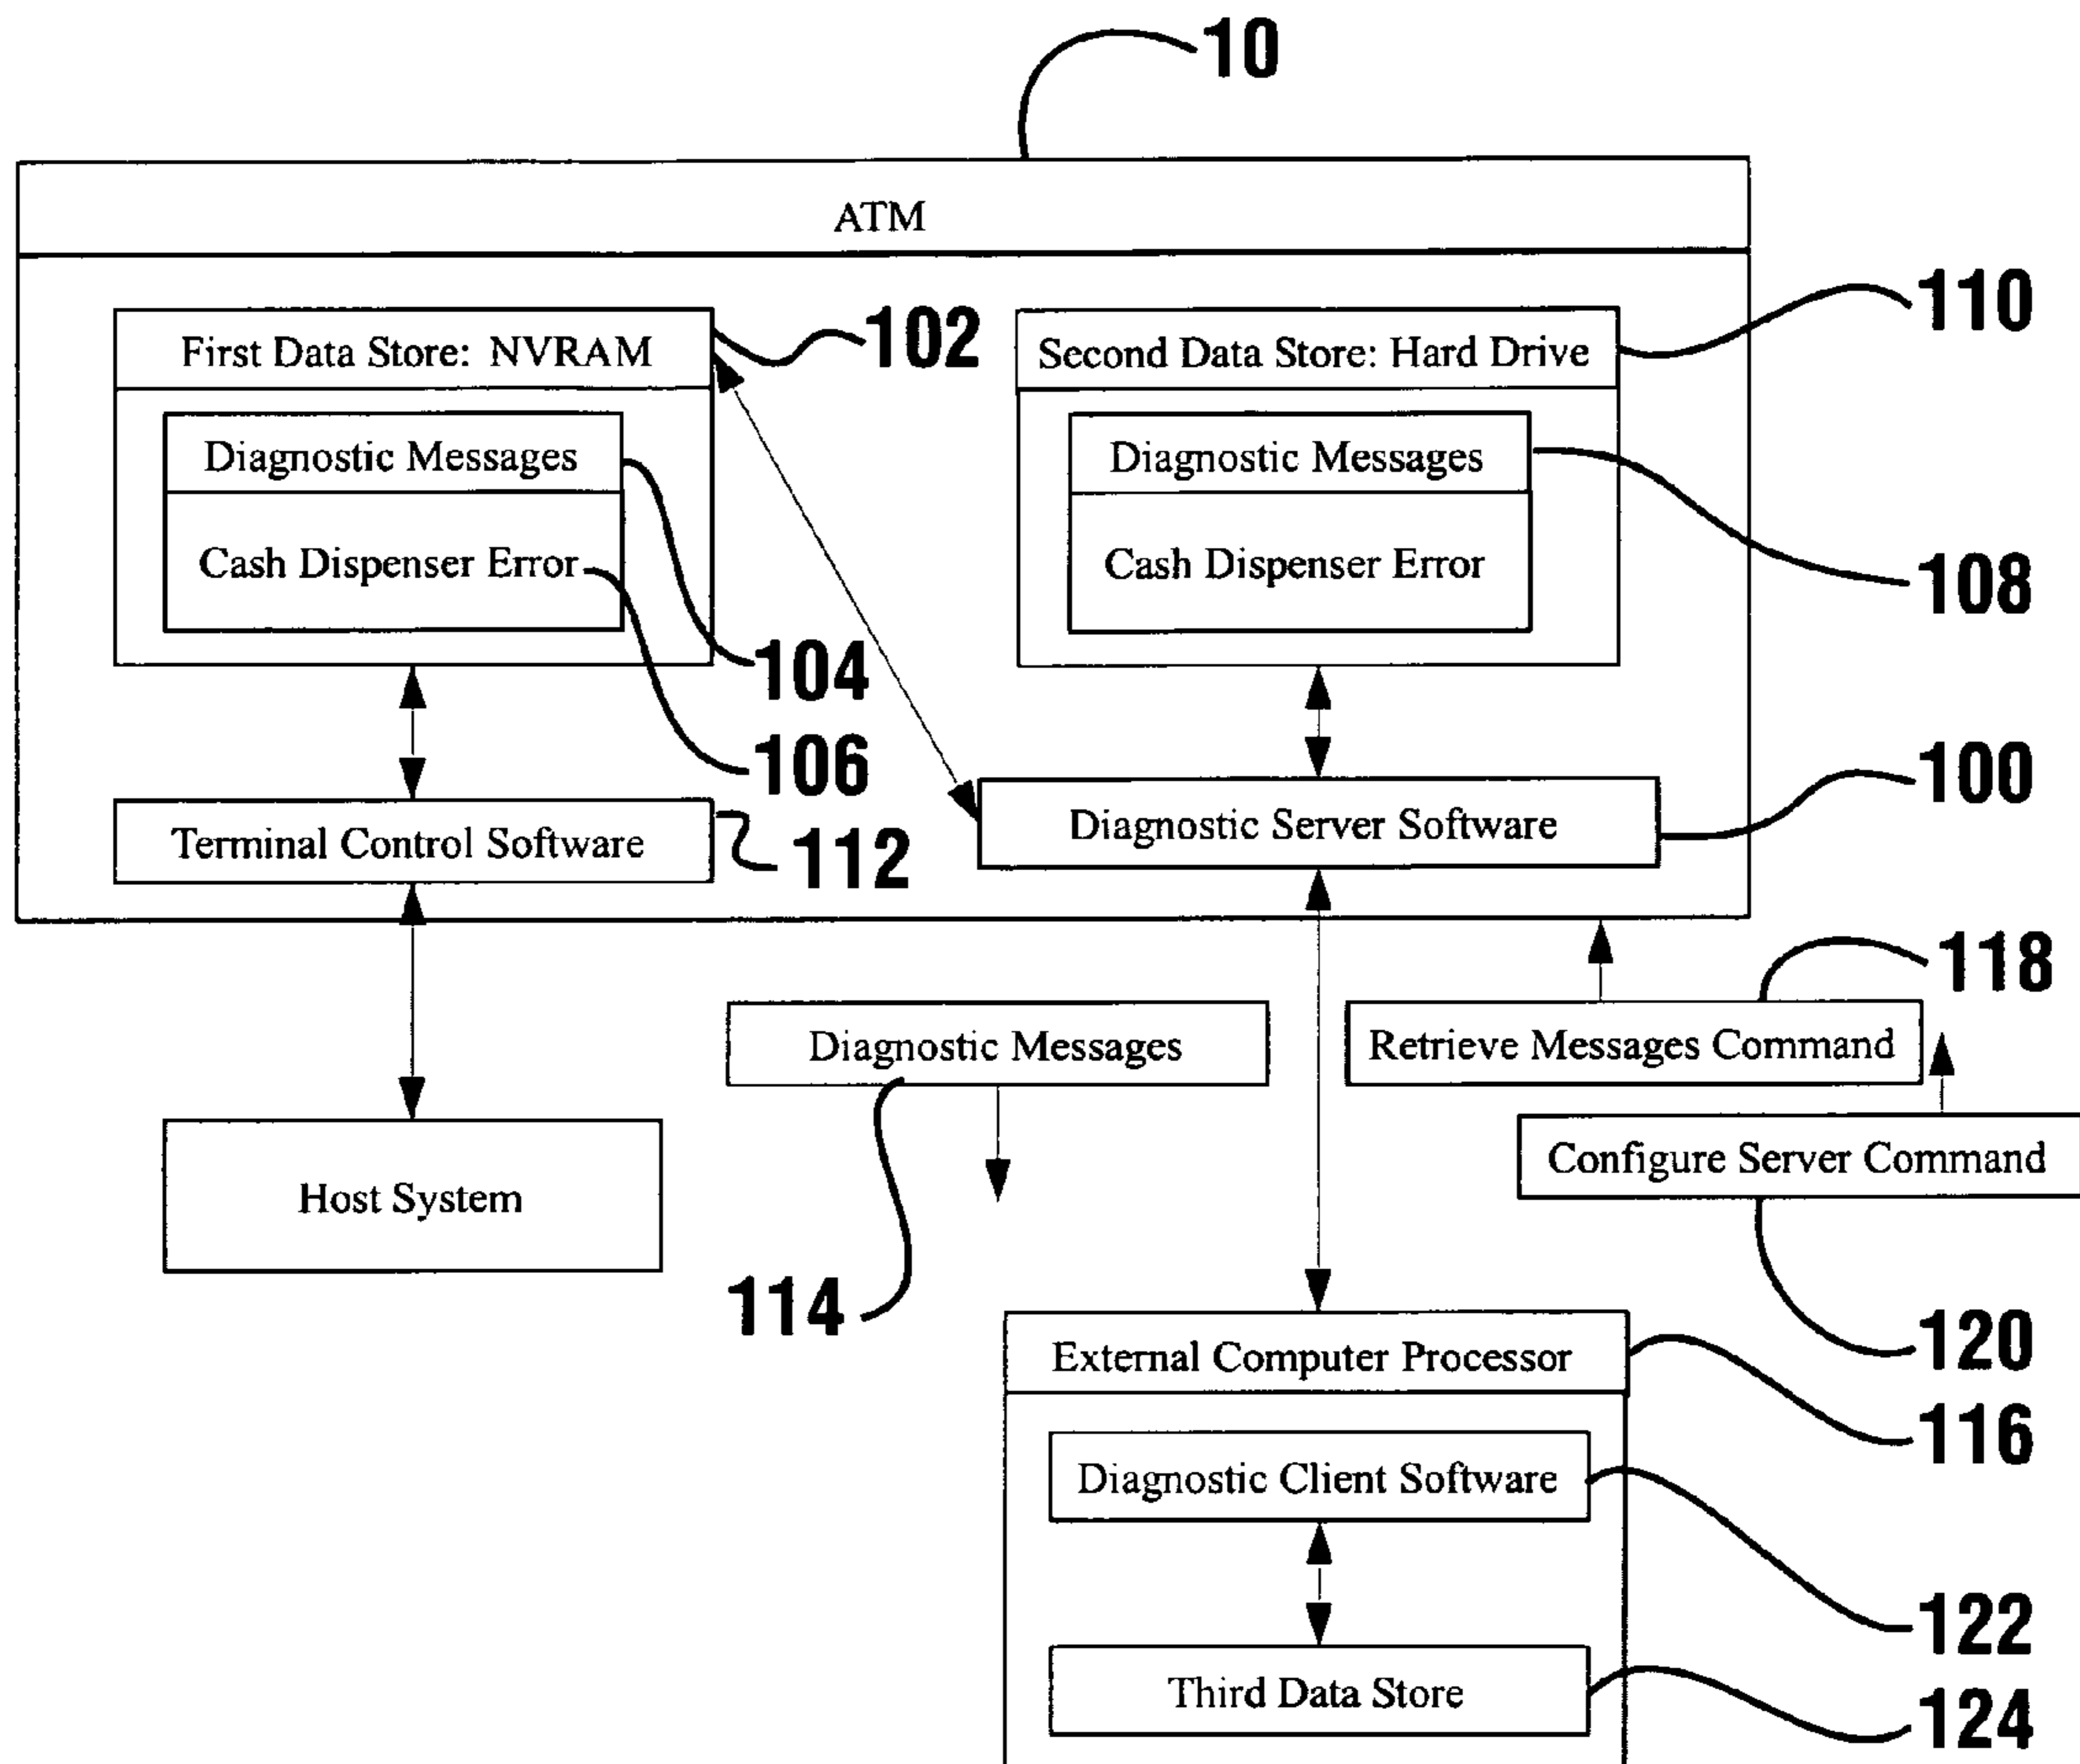 10
ATM
First Data Store: NVRAM
102
Second Data Store: Hard Drive
110
Diagnostic Messages
Cash Dispenser Error
104
106
Diagnostic Messages
Cash Dispenser Error
108
Terminal Control Software
112
Diagnostic Server Software
100
118
Diagnostic Messages
Retrieve Messages Command
Configure Server Command
Host System
114
120
External Computer Processor
116
Diagnostic Client Software
122
Third Data Store
124